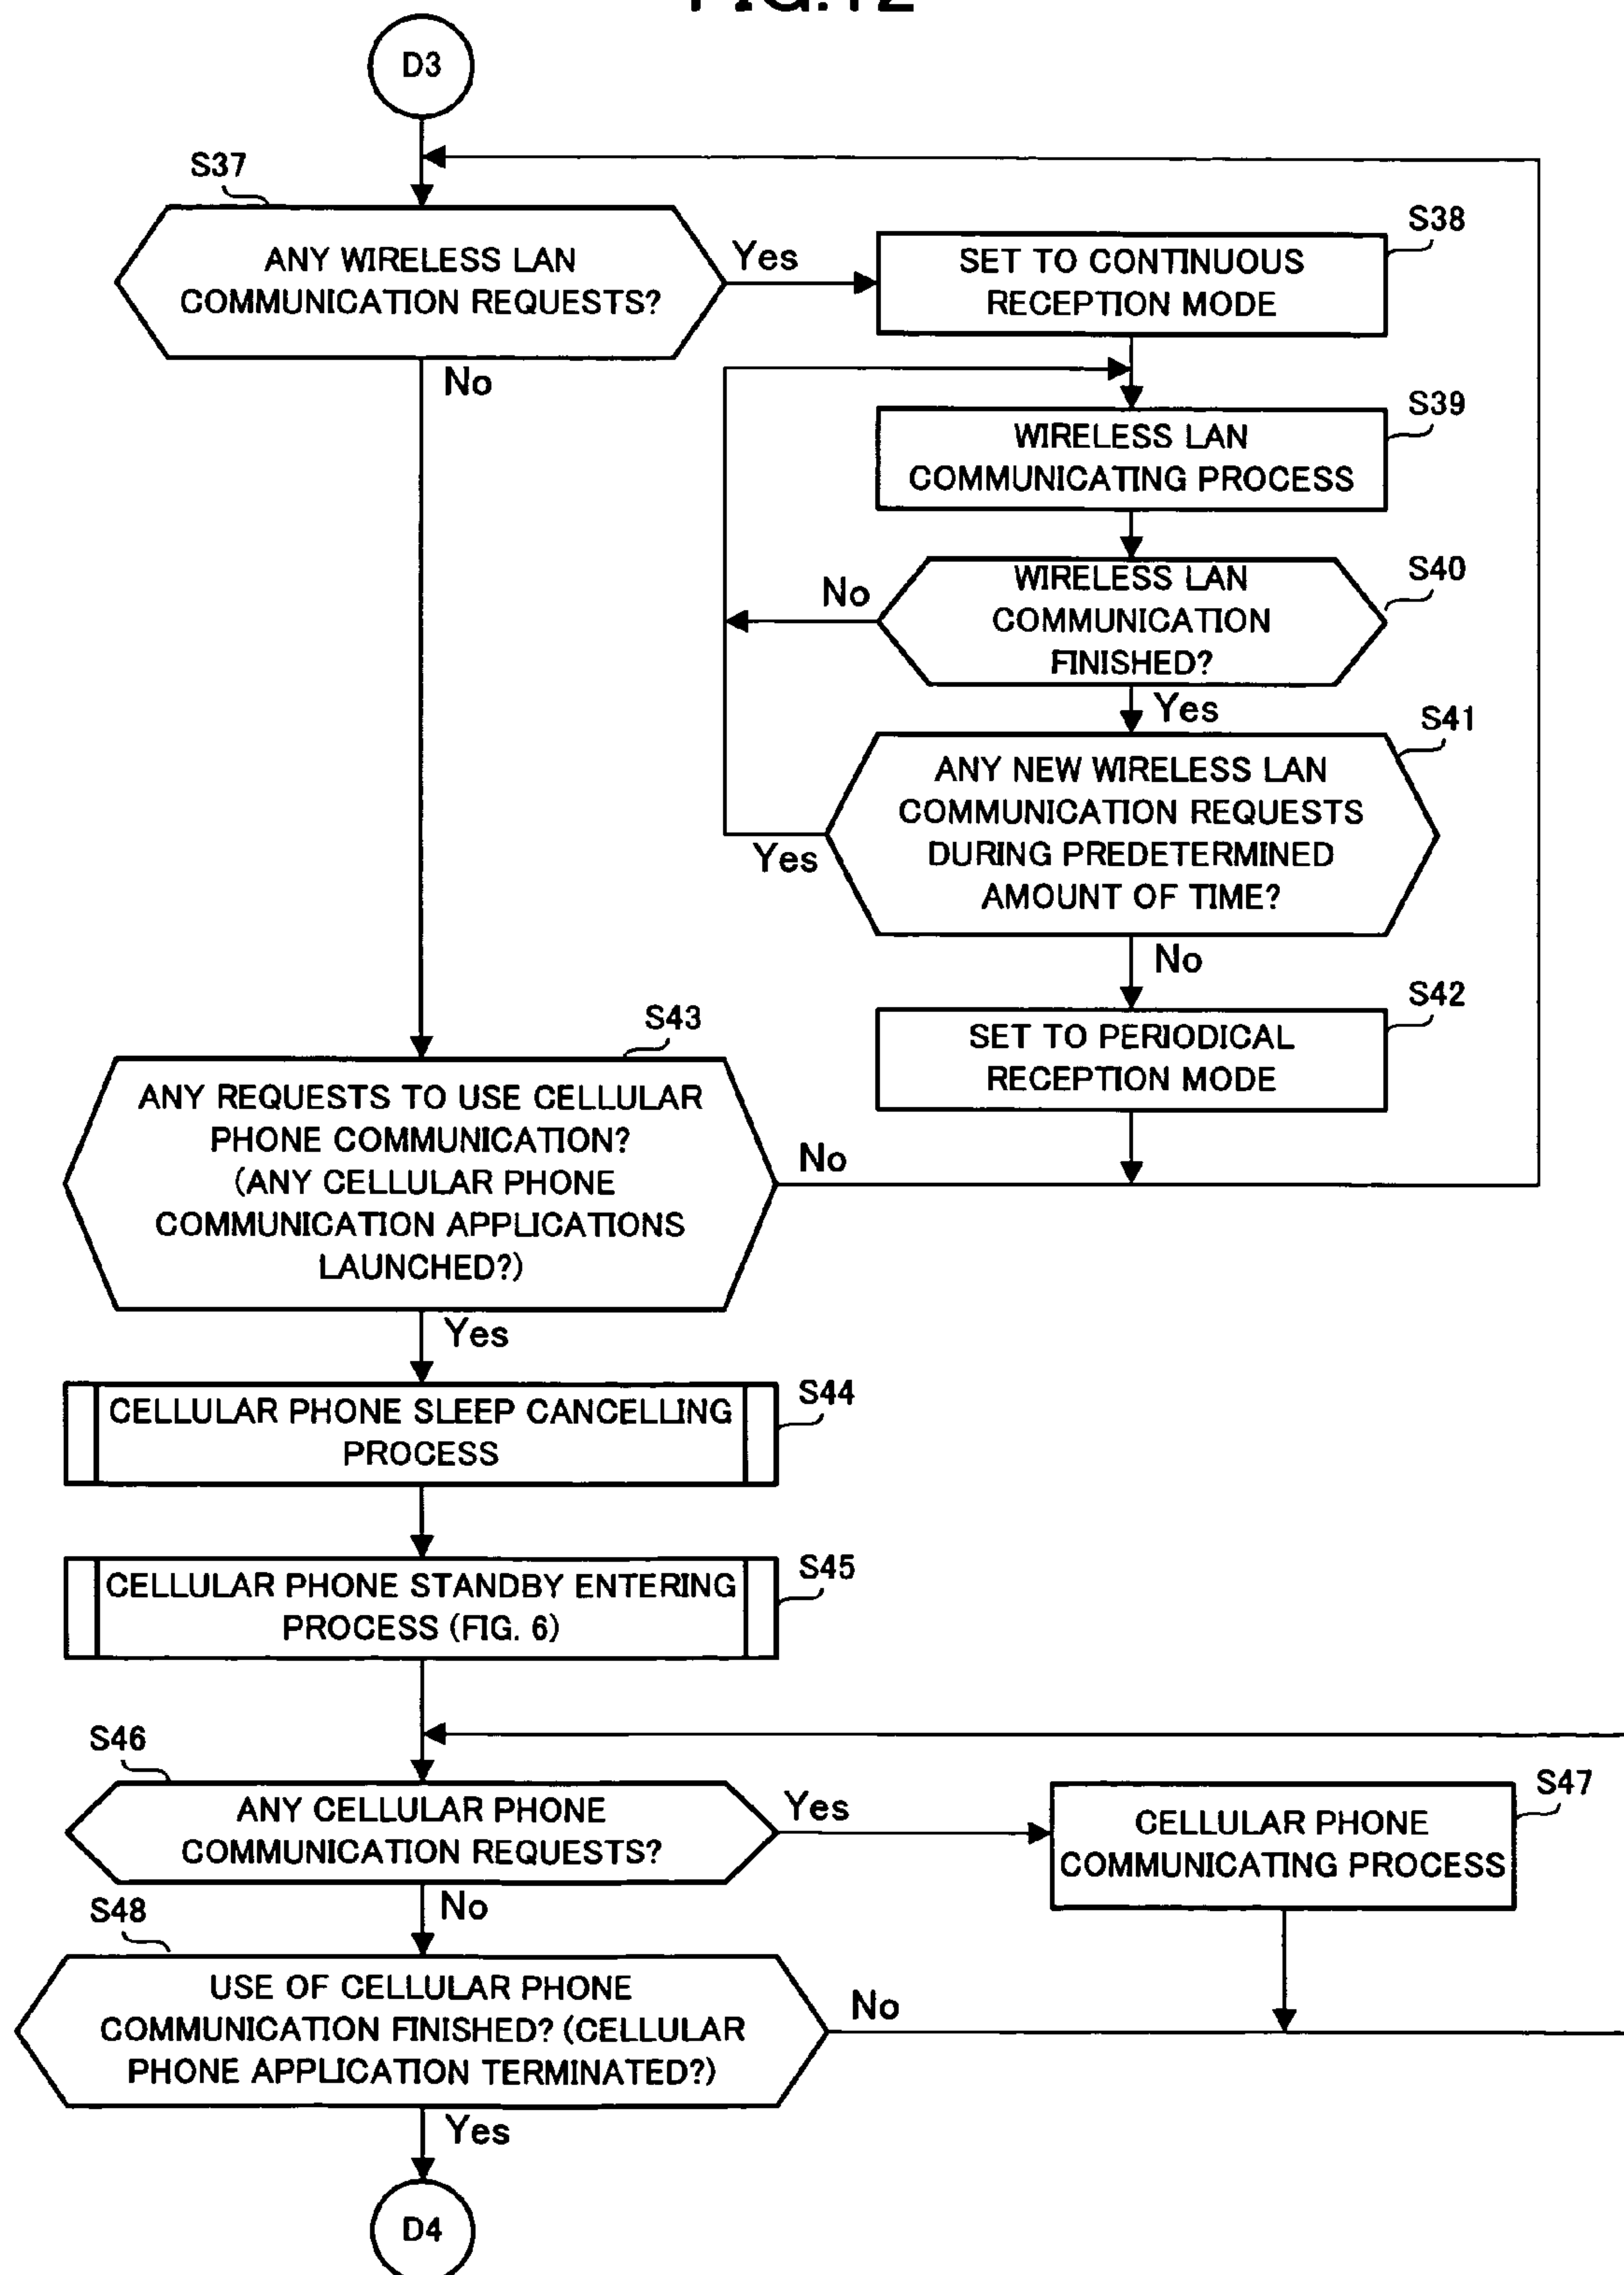 FIG.12
D3
S37
ANY WIRELESS LAN
COMMUNICATION REQUESTS?
Yes
No
S38
SET TO CONTINUOUS
RECEPTION MODE
S39
WIRELESS LAN
COMMUNICATING PROCESS
S40
WIRELESS LAN
COMMUNICATION
FINISHED?
No
Yes
S41
ANY NEW WIRELESS LAN
COMMUNICATION REQUESTS
DURING PREDETERMINED
AMOUNT OF TIME?
Yes
No
S42
SET TO PERIODICAL
RECEPTION MODE
S43
ANY REQUESTS TO USE CELLULAR
PHONE COMMUNICATION?
(ANY CELLULAR PHONE
COMMUNICATION APPLICATIONS
LAUNCHED?)
No
Yes
S44
CELLULAR PHONE SLEEP CANCELLING
PROCESS
S45
CELLULAR PHONE STANDBY ENTERING
PROCESS (FIG. 6)
S46
ANY CELLULAR PHONE
COMMUNICATION REQUESTS?
Yes
No
S47
CELLULAR PHONE
COMMUNICATING PROCESS
S48
USE OF CELLULAR PHONE
COMMUNICATION FINISHED? (CELLULAR
PHONE APPLICATION TERMINATED?)
No
Yes
D4